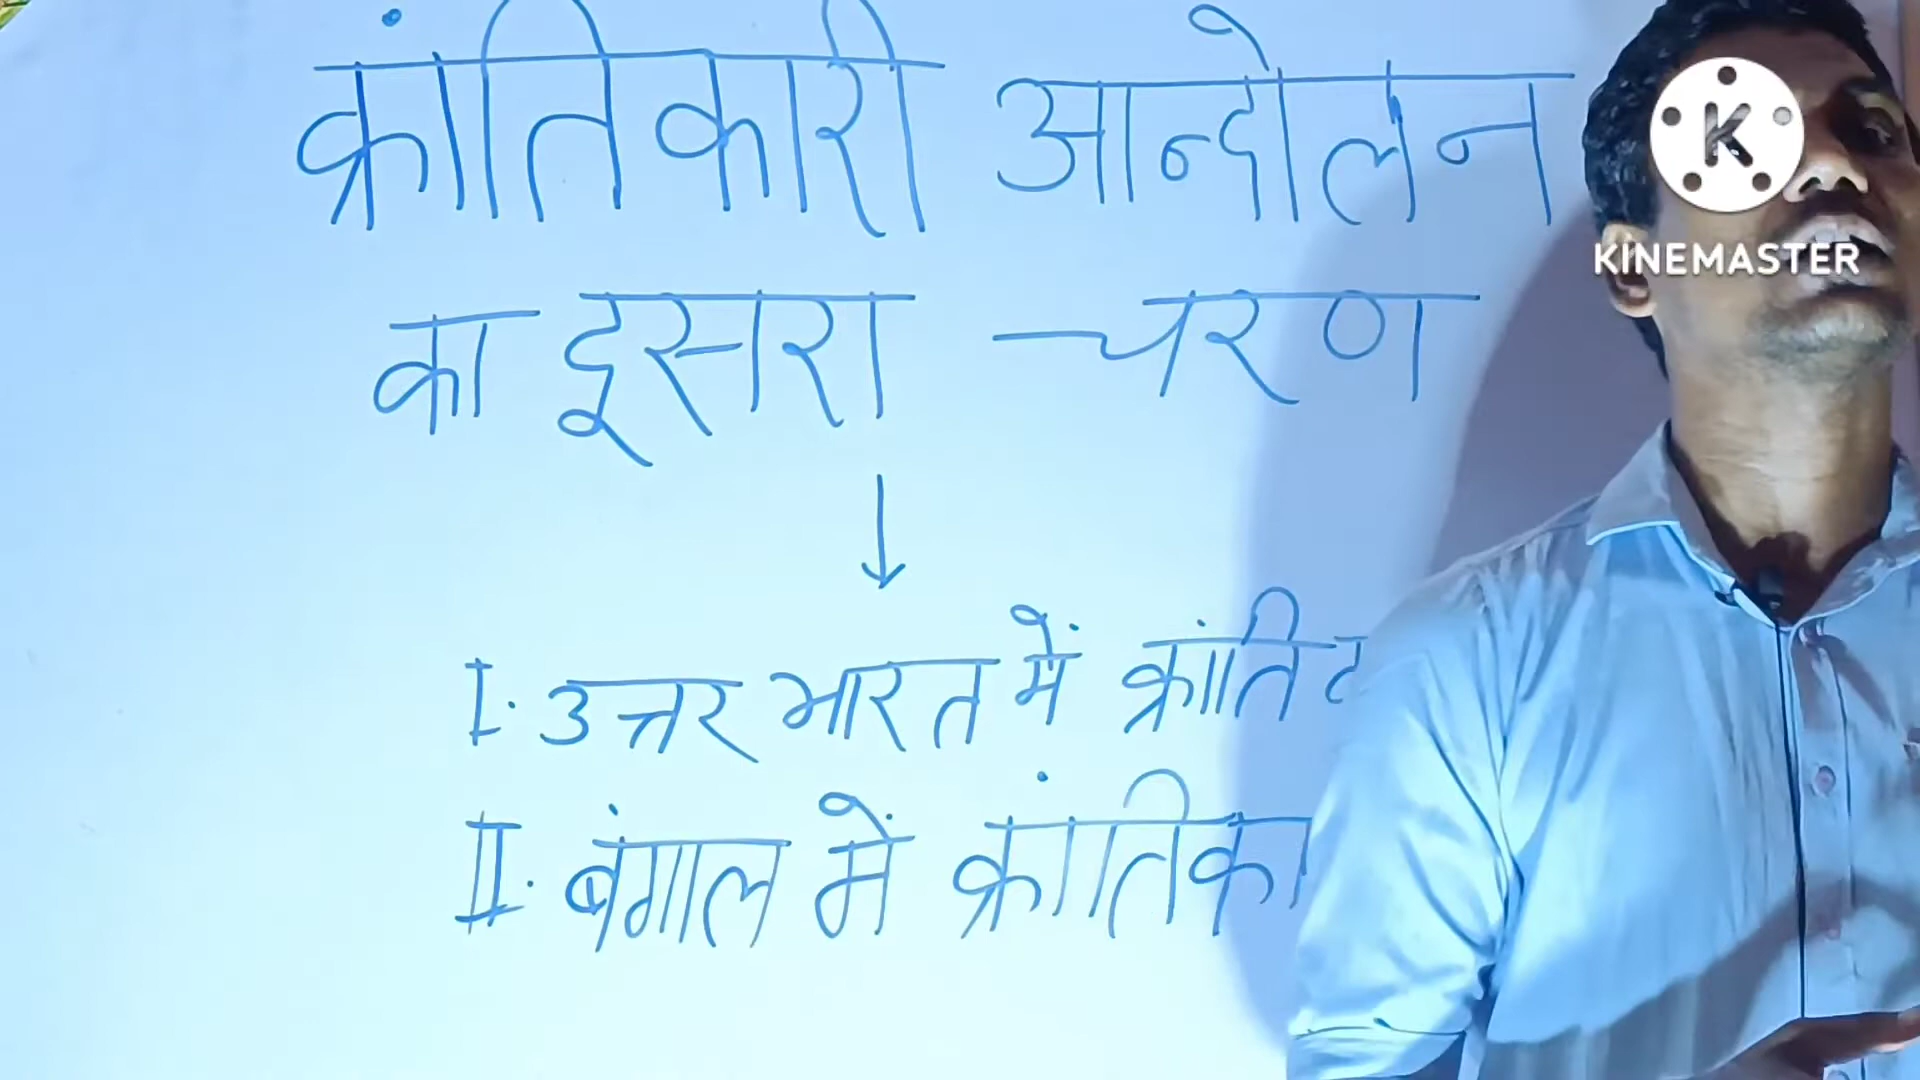 क्रांतिकारी आन्दोलन
का दूसरा चरण
I. उत्तर भारत में
II. बंगाल में
K
KINEMASTER